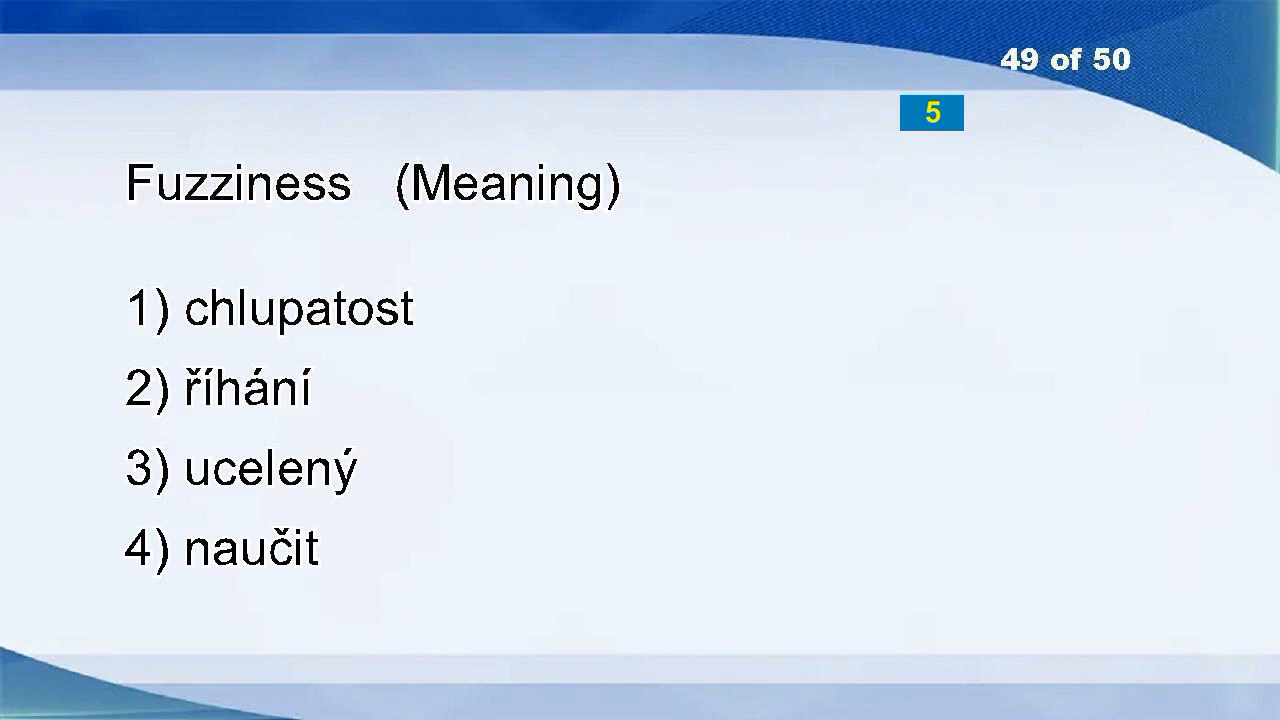 49 of 50
5
Fuzziness (Meaning)
1) chlupatost
2) říhání
3) ucelený
4) naučit